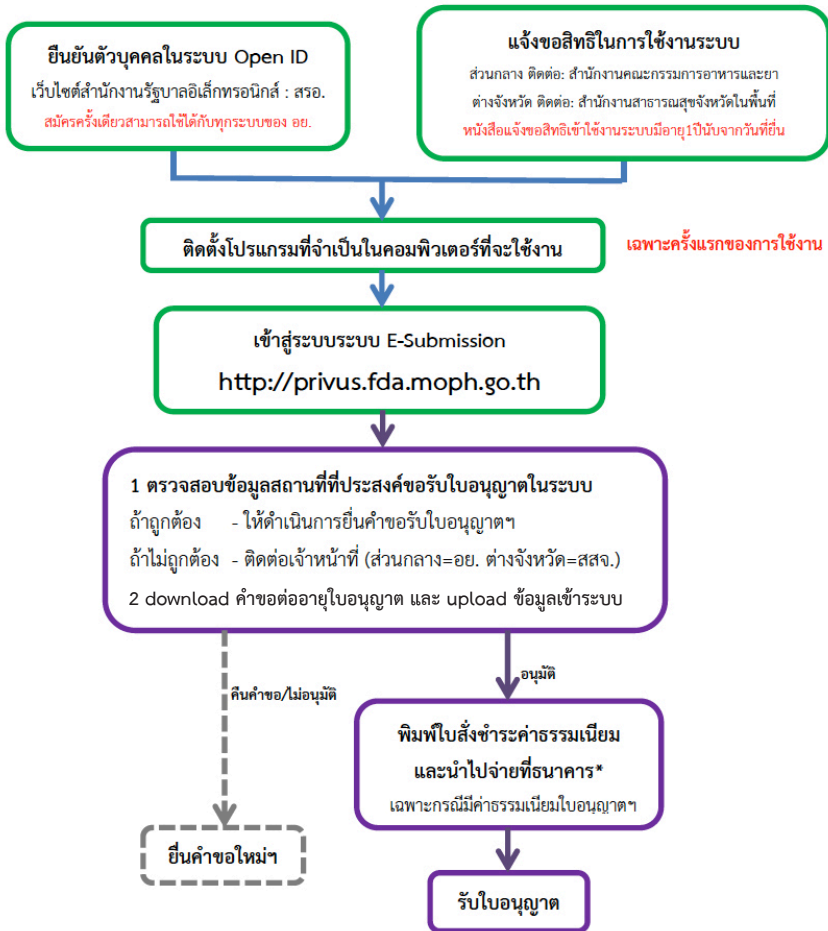 ยืนยันตัวบุคคลในระบบ Open ID
เว็บไซต์สำนักงานรัฐบาลอิเล็กทรอนิกส์ : สรอ.
สมัครครั้งเดียวสามารถใช้ได้กับทุกระบบของ อย.
แจ้งขอสิทธิในการใช้งานระบบ
ส่วนกลาง ติดต่อ: สำนักงานคณะกรรมการอาหารและยา
ต่างจังหวัด ติดต่อ: สำนักงานสาธารณสุขจังหวัดในพื้นที่
หนังสือแจ้งขอสิทธิเข้าใช้งานระบบมีอายุ1ปีนับจากวันที่ยื่น
ติดตั้งโปรแกรมที่จำเป็นในคอมพิวเตอร์ที่จะใช้งาน
เฉพาะครั้งแรกของการใช้งาน
เข้าสู่ระบบระบบ E-Submission
http://privus.fda.moph.go.th
1 ตรวจสอบข้อมูลสถานที่ที่ประสงค์ขอรับใบอนุญาตในระบบ
ถ้าถูกต้อง - ให้ดำเนินการยื่นคำขอรับใบอนุญาตฯ
ถ้าไม่ถูกต้อง - ติดต่อเจ้าหน้าที่ (ส่วนกลาง=อย. ต่างจังหวัด=สสจ.)
2 download คำขอต่ออายุใบอนุญาต และ upload ข้อมูลเข้าระบบ
อนุมัติ
คืนคำขอ/ไม่อนุมัติ
พิมพ์ใบสั่งชำระค่าธรรมเนียม
และนำไปจ่ายที่ธนาคาร*
เฉพาะกรณีมีค่าธรรมเนียมใบอนุญาตฯ
ยื่นคำขอใหม่ฯ
รับใบอนุญาต